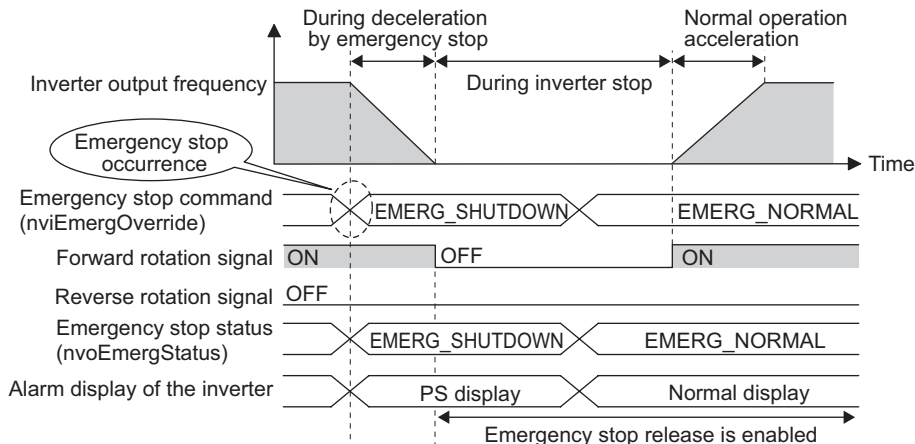 During deceleration
by emergency stop
Normal operation
acceleration
Inverter output frequency
During inverter stop
Emergency stop
occurrence
Time
Emergency stop command
(nviEmergOverride)
EMERG_SHUTDOWN
EMERG_NORMAL
Forward rotation signal
ON
OFF
ON
Reverse rotation signal
OFF
Emergency stop status
(nvoEmergStatus)
EMERG_SHUTDOWN
EMERG_NORMAL
Alarm display of the inverter
PS display
Normal display
Emergency stop release is enabled